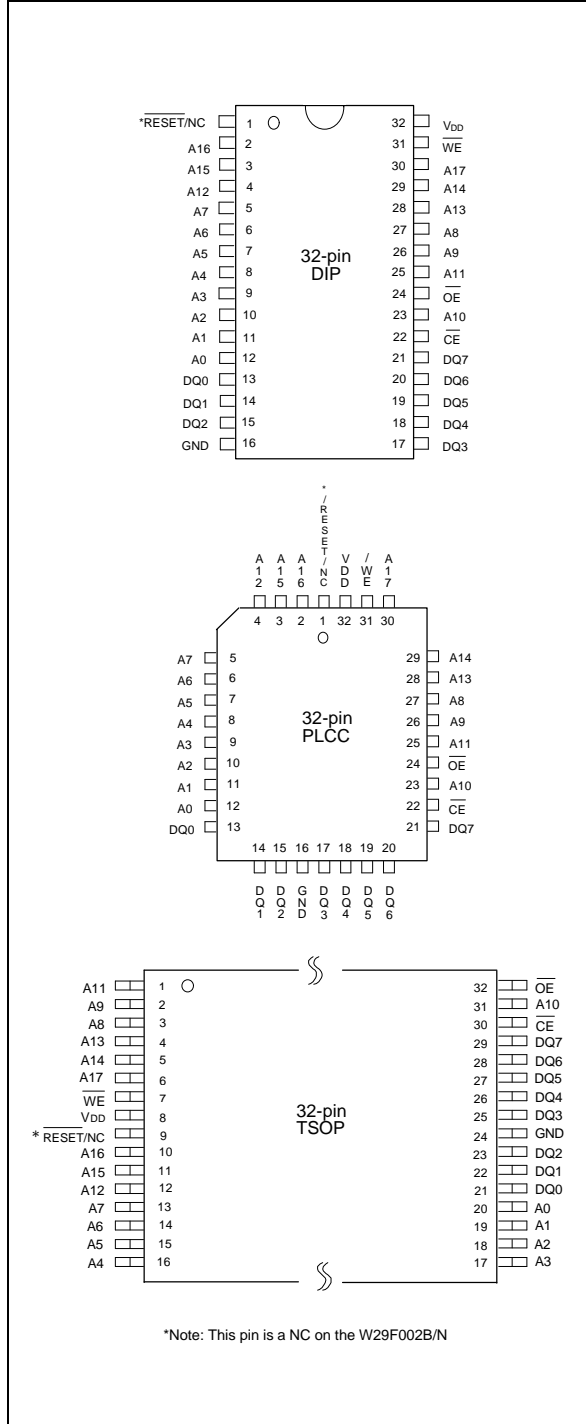 *RESET/NC 1 32 VDD
A16 2 31 WE
A15 3 30 A17
A12 4 29 A14
A7 5 28 A13
A6 6 27 A8
A5 7 26 A9
32-pin
DIP
A4 8 25 A11
A3 9 24 OE
A2 10 23 A10
A1 11 22 CE
A0 12 21 DQ7
DQ0 13 20 DQ6
DQ1 14 19 DQ5
DQ2 15 18 DQ4
GND 16 17 DQ3
A12 A15 A16 */RESET/NC VDD /WE A17
4 3 2 1 32 31 30
A7 5 29 A14
A6 6 28 A13
A5 7 27 A8
A4 8 26 A9
32-pin
PLCC
A3 9 25 A11
A2 10 24 OE
A1 11 23 A10
A0 12 22 CE
DQ0 13 21 DQ7
14 15 16 17 18 19 20
DQ1 DQ2 GND DQ3 DQ4 DQ5 DQ6
A11 1 32 OE
A9 2 31 A10
A8 3 30 CE
A13 4 29 DQ7
A14 5 28 DQ6
A17 6 27 DQ5
WE 7 26 DQ4
VDD 8 25 DQ3
32-pin
TSOP
* RESET/NC 9 24 GND
A16 10 23 DQ2
A15 11 22 DQ1
A12 12 21 DQ0
A7 13 20 A0
A6 14 19 A1
A5 15 18 A2
A4 16 17 A3
*Note: This pin is a NC on the W29F002B/N